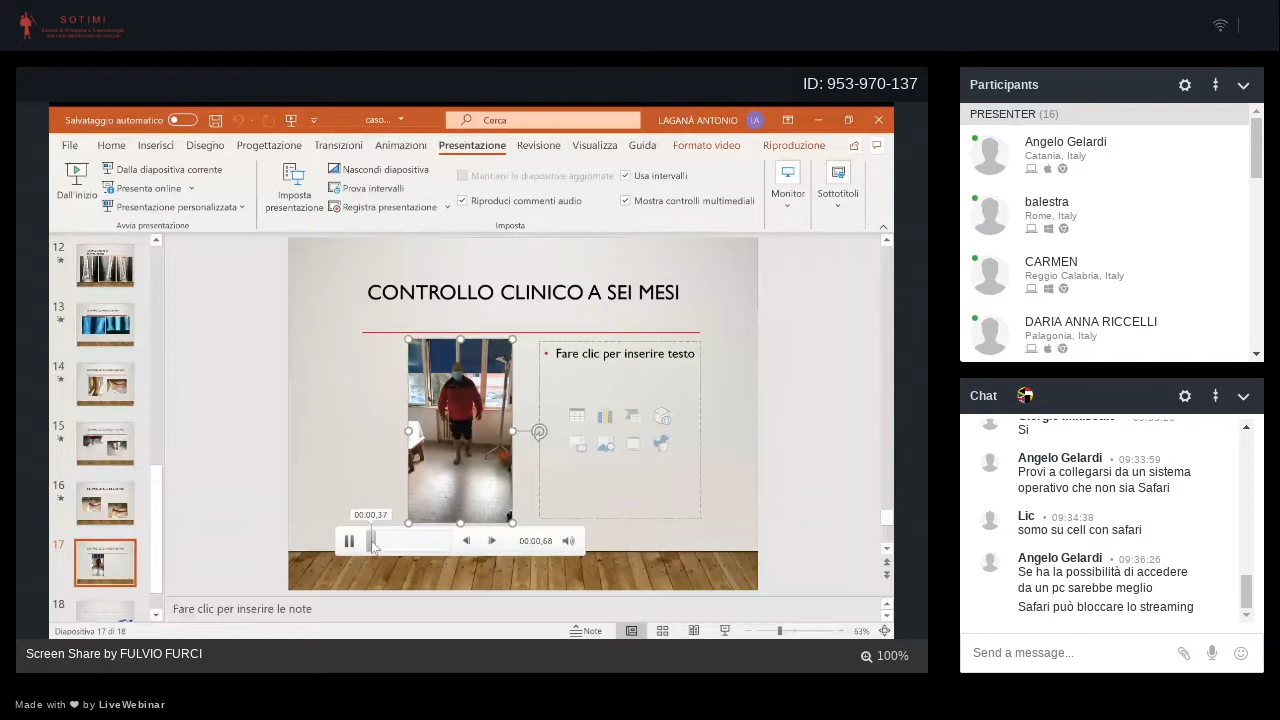 SOTIMI
ID: 953-970-137
Salvataggio automatico
caso...
Cerca
LAGANÀ ANTONIO
LA
File
Home
Inserisci
Disegno
Progettazione
Transizioni
Animazioni
Presentazione
Revisione
Visualizza
Guida
Formato video
Riproduzione
Dall'inizio
Dalla diapositiva corrente
Presenta online
Presentazione personalizzata
Avvia presentazione
Imposta
presentazione
Nascondi diapositiva
Prova intervalli
Registra presentazione
Mantieni le diapositive aggiornate
Riproduci commenti audio
Usa intervalli
Mostra controlli multimediali
Imposta
Monitor
Sottotitoli
12
13
14
15
16
17
18
CONTROLLO CLINICO A SEI MESI
• Fare clic per inserire testo
00:00,37
00:00,68
Fare clic per inserire le note
Diapositiva 17 di 18
Note
63%
Screen Share by FULVIO FURCI
100%
Made with ❤ by LiveWebinar
Participants
PRESENTER (16)
Angelo Gelardi
Catania, Italy
balestra
Rome, Italy
CARMEN
Reggio Calabria, Italy
DARIA ANNA RICCELLI
Palagonia, Italy
Chat
Si
Angelo Gelardi • 09:33:59
Provi a collegarsi da un sistema
operativo che non sia Safari
Lic • 09:34:38
somo su cell con safari
Angelo Gelardi • 09:36:26
Se ha la possibilità di accedere
da un pc sarebbe meglio
Safari può bloccare lo streaming
Send a message...